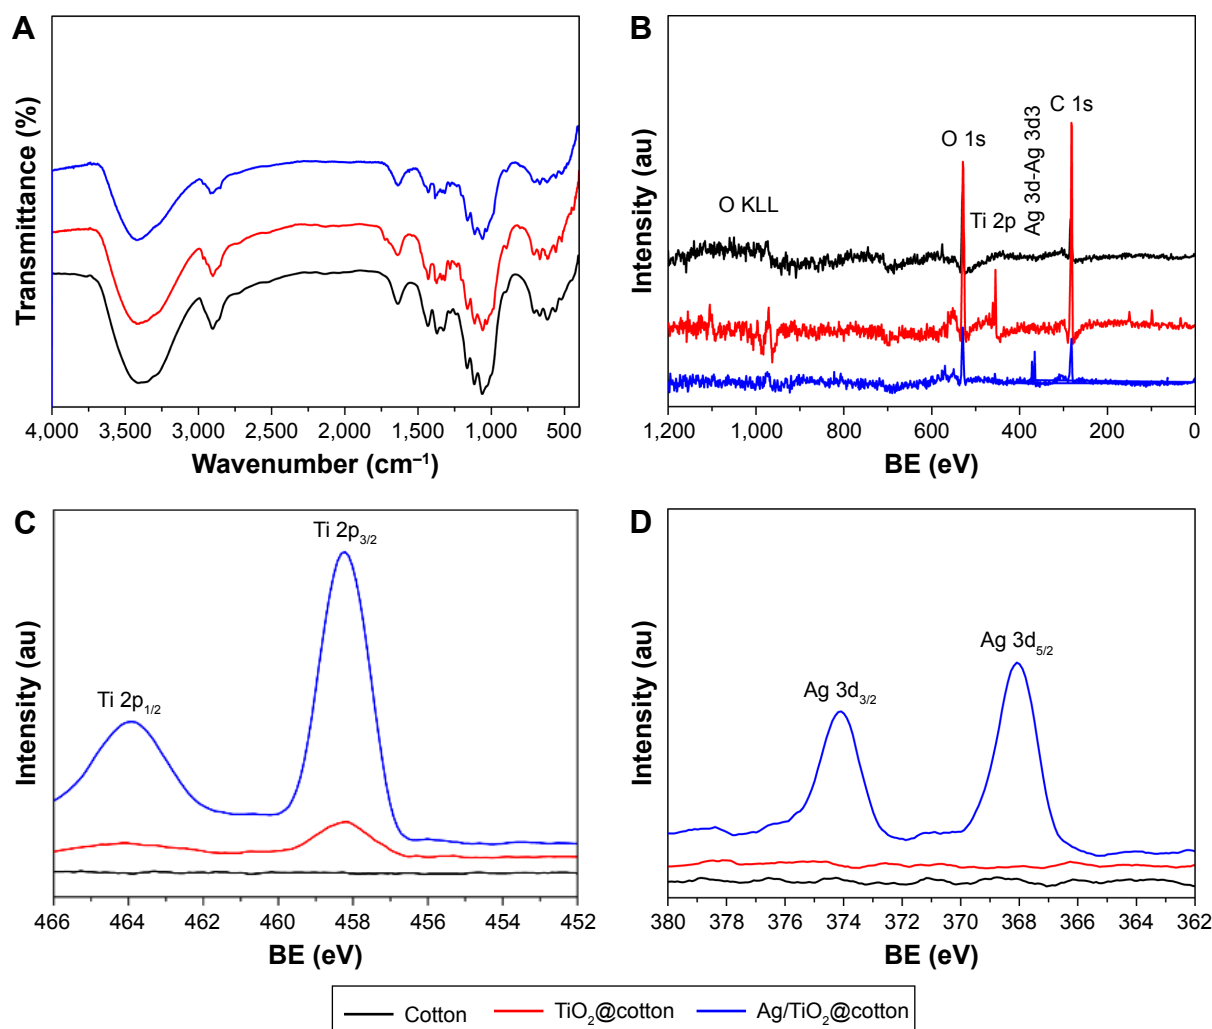 A
Transmittance (%)
4,000 3,500 3,000 2,500 2,000 1,500 1,000 500
Wavenumber (cm⁻¹)
B
Intensity (au)
O KLL
O 1s
Ti 2p
Ag 3d-Ag 3d3
C 1s
1,200 1,000 800 600 400 200 0
BE (eV)
C
Intensity (au)
Ti 2p₁/₂
Ti 2p₃/₂
466 464 462 460 458 456 454 452
BE (eV)
D
Intensity (au)
Ag 3d₃/₂
Ag 3d₅/₂
380 378 376 374 372 370 368 366 364 362
BE (eV)
Cotton TiO₂@cotton Ag/TiO₂@cotton